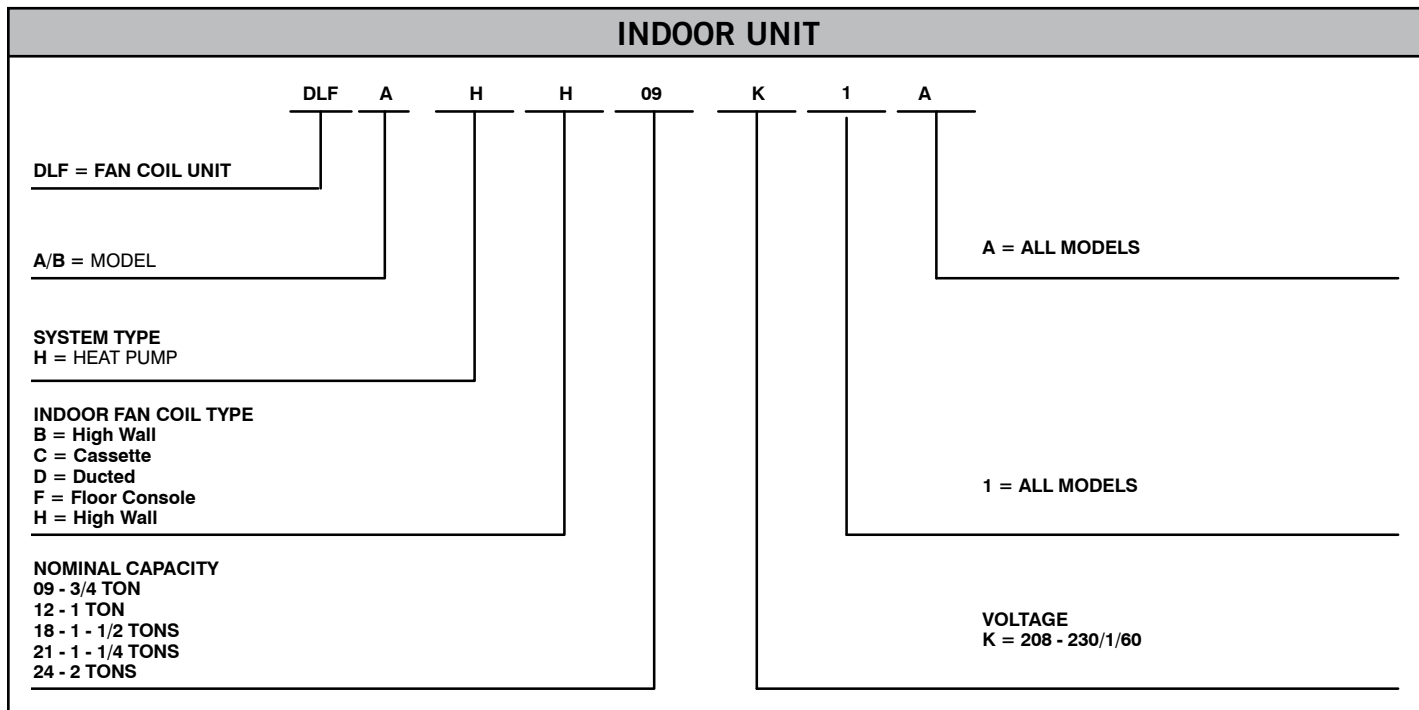 INDOOR UNIT
DLF A H H 09 K 1 A
DLF = FAN COIL UNIT
A/B = MODEL
A = ALL MODELS
SYSTEM TYPE
H = HEAT PUMP
INDOOR FAN COIL TYPE
B = High Wall
C = Cassette
D = Ducted
F = Floor Console
H = High Wall
1 = ALL MODELS
NOMINAL CAPACITY
09 - 3/4 TON
12 - 1 TON
18 - 1 - 1/2 TONS
21 - 1 - 1/4 TONS
24 - 2 TONS
VOLTAGE
K = 208 - 230/1/60